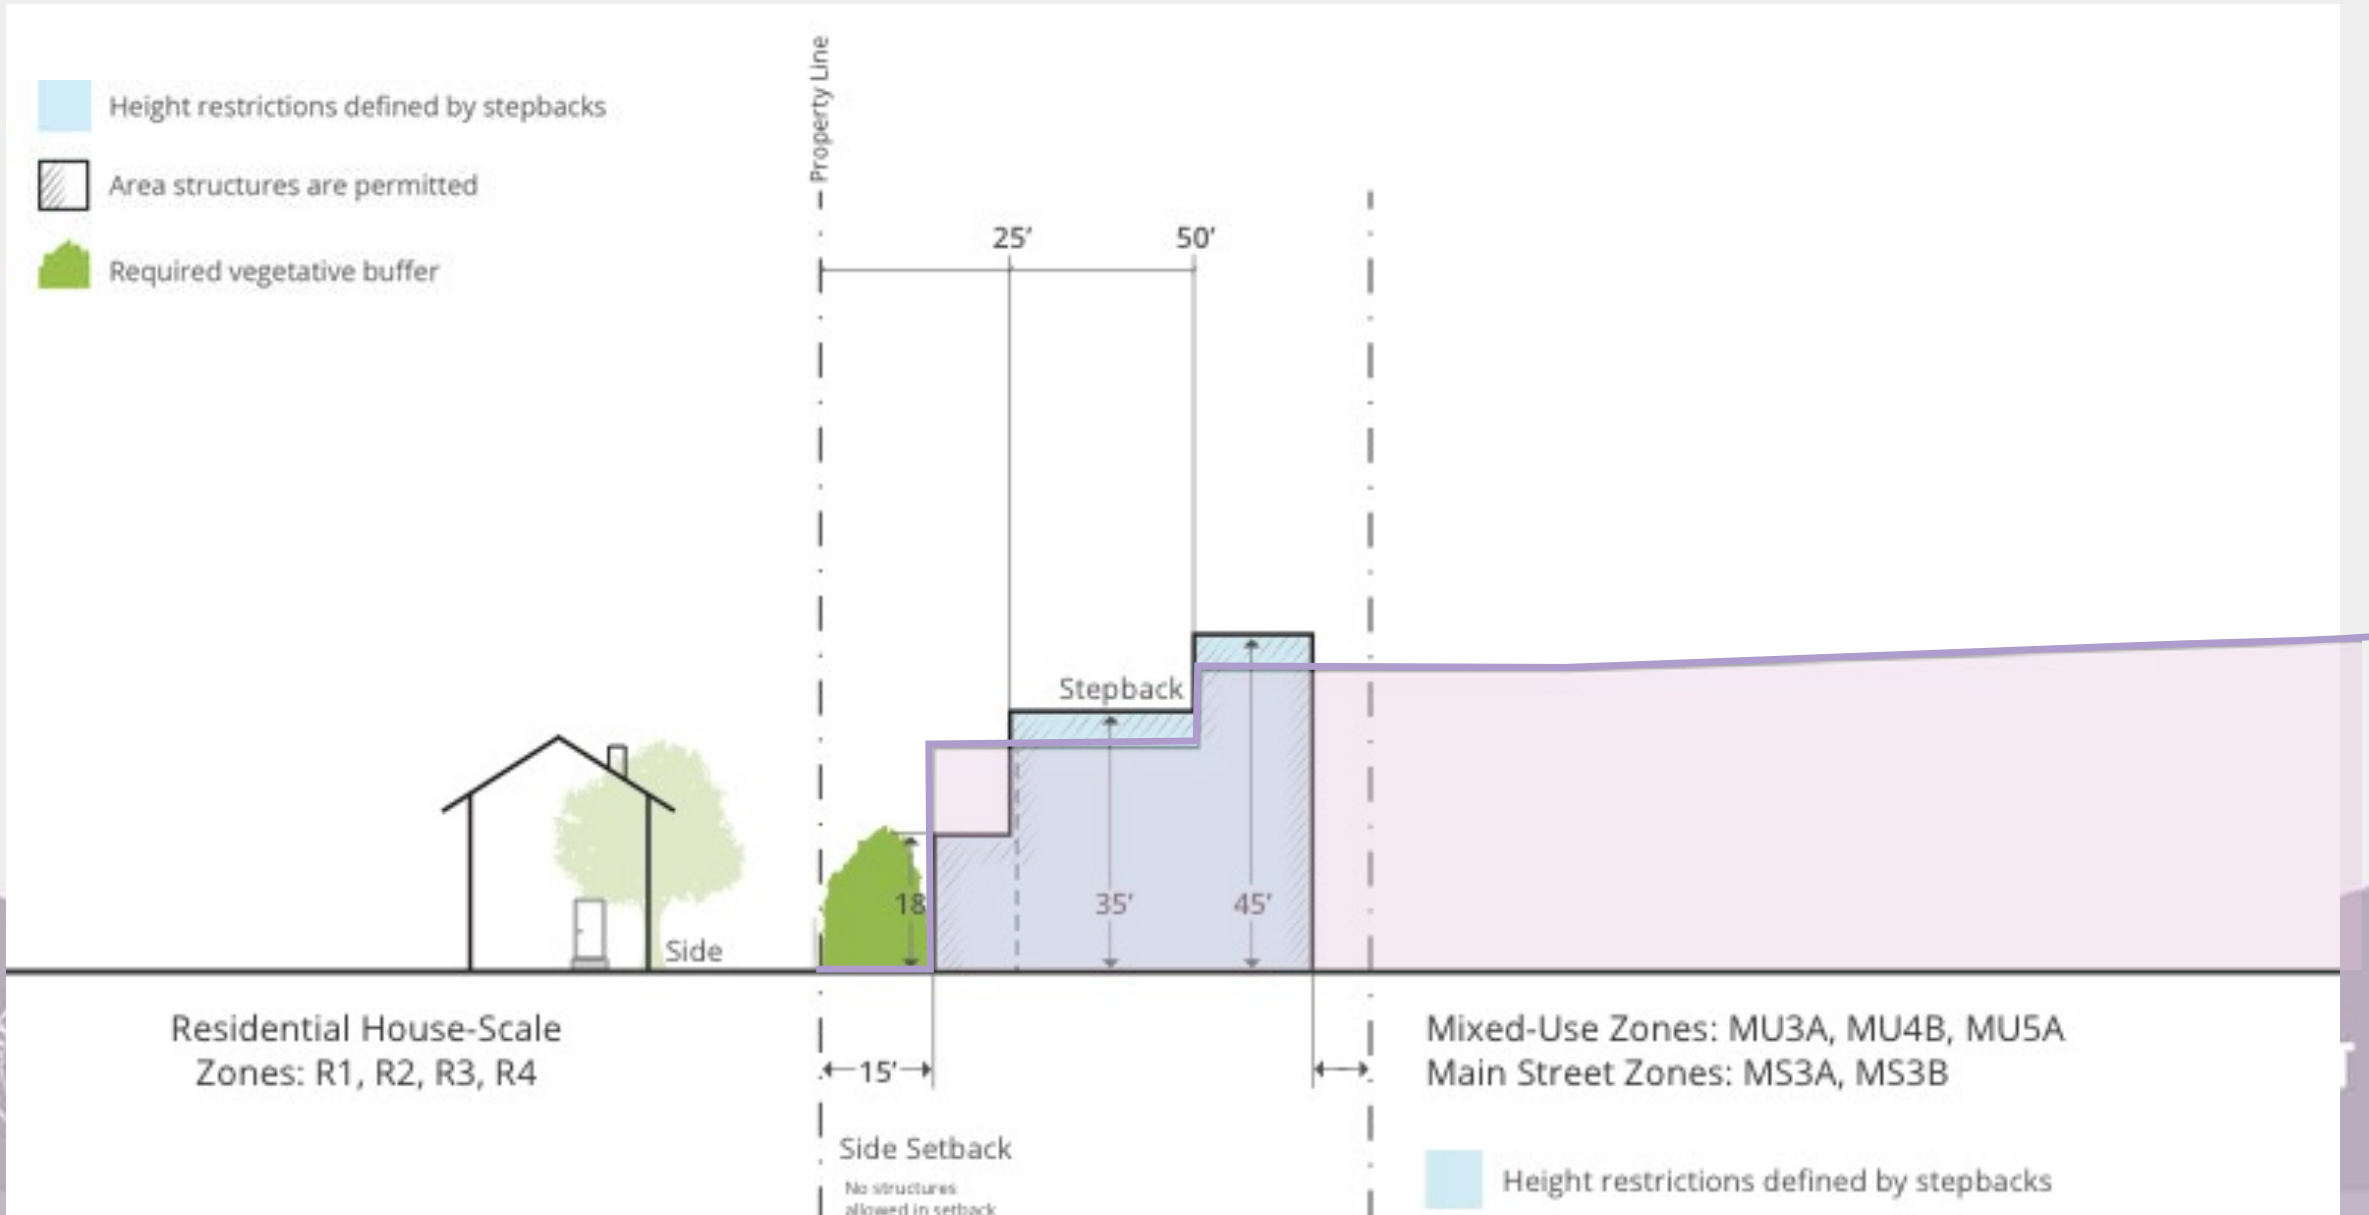 Property Line
Height restrictions defined by stepbacks
Area structures are permitted
Required vegetative buffer
25’ 50’
Stepback
18 35’ 45’
Side
Residential House-Scale
Zones: R1, R2, R3, R4
Mixed-Use Zones: MU3A, MU4B, MU5A
Main Street Zones: MS3A, MS3B
15’
Side Setback
No structures
allowed in setback
Height restrictions defined by stepbacks